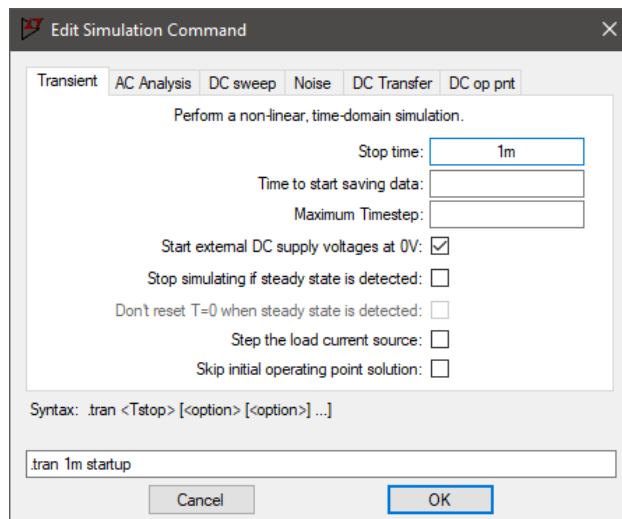 Edit Simulation Command
Transient AC Analysis DC sweep Noise DC Transfer DC op pnt
Perform a non-linear, time-domain simulation.
Stop time: 1m
Time to start saving data:
Maximum Timestep:
Start external DC supply voltages at 0V:
Stop simulating if steady state is detected:
Don't reset T=0 when steady state is detected:
Step the load current source:
Skip initial operating point solution:
Syntax: .tran <Tstop> [<option> [<option>] ...]
.tran 1m startup
Cancel OK